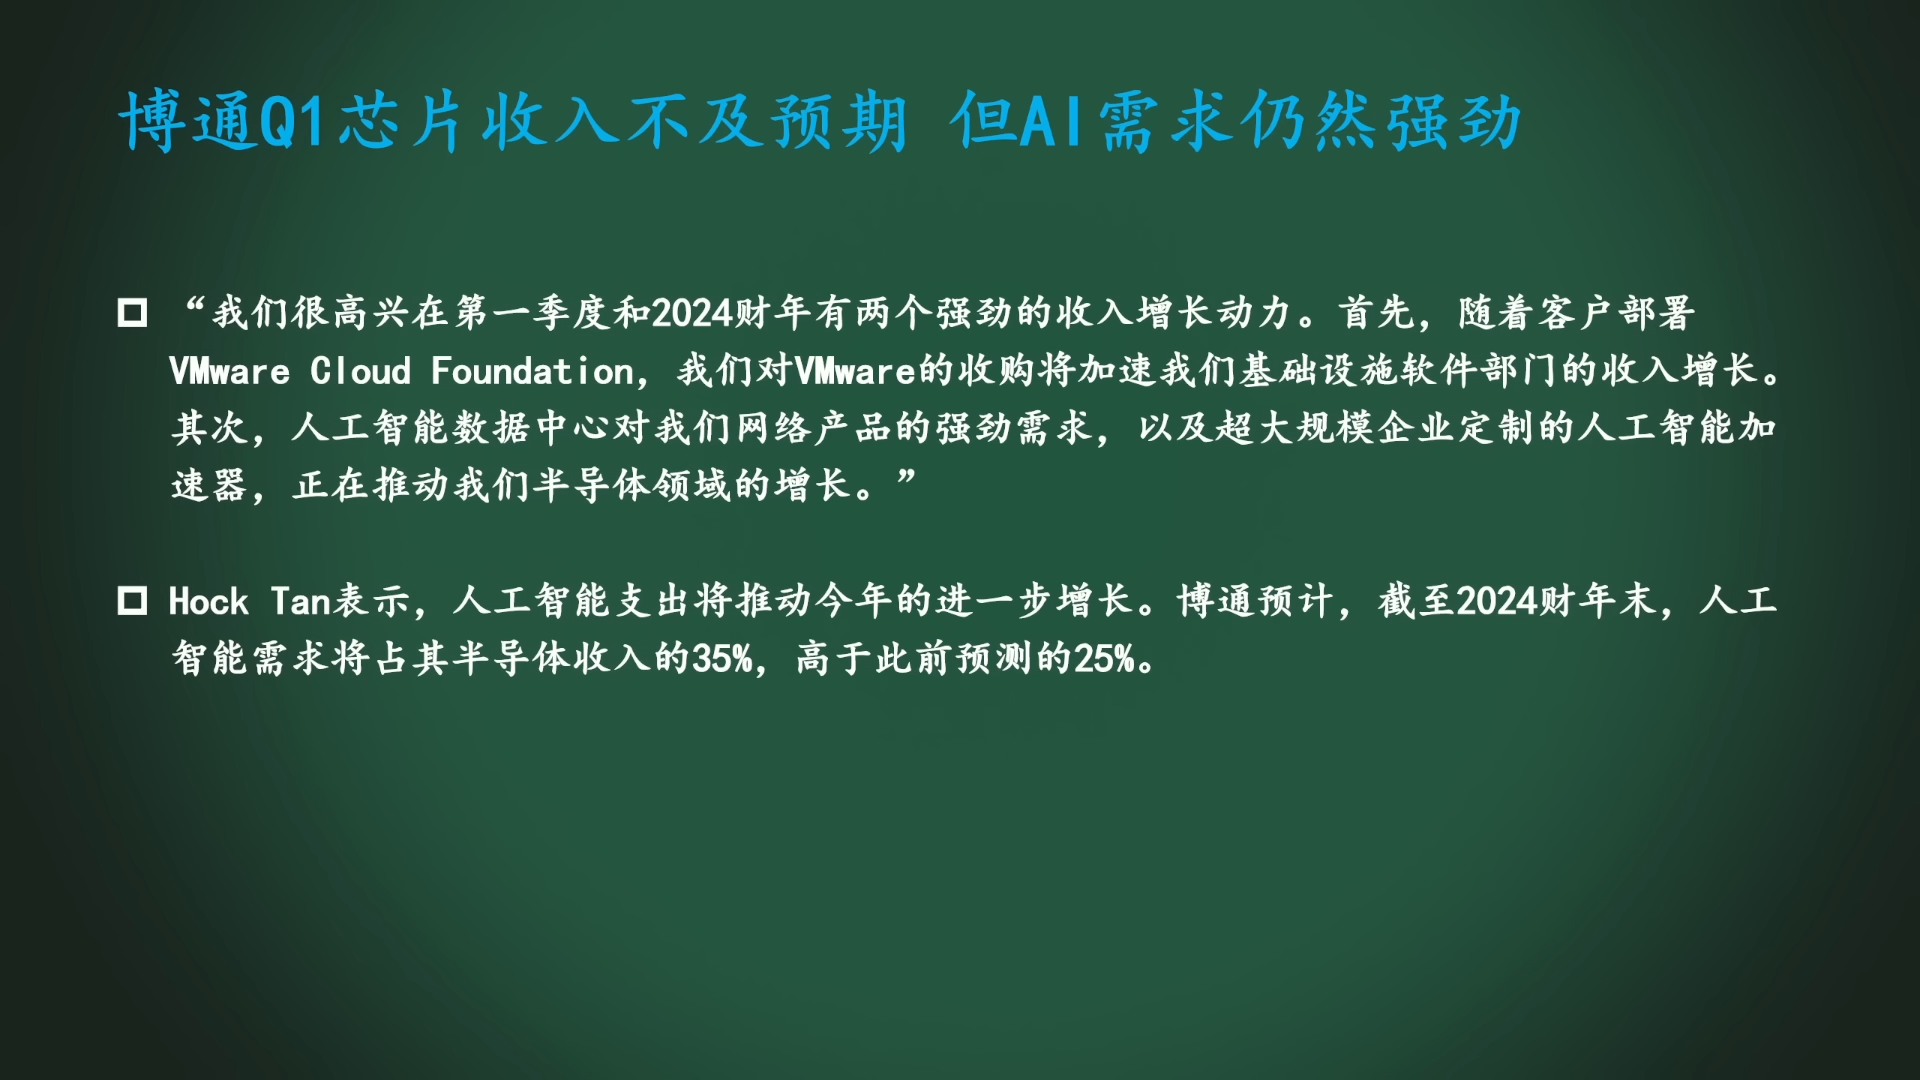 博通Q1芯片收入不及预期 但AI需求仍然强劲
“我们很高兴在第一季度和2024财年有两个强劲的收入增长动力。首先，随着客户部署
VMware Cloud Foundation，我们对VMware的收购将加速我们基础设施软件部门的收入增长。
其次，人工智能数据中心对我们网络产品的强劲需求，以及超大规模企业定制的人工智能加
速器，正在推动我们半导体领域的增长。”
Hock Tan表示，人工智能支出将推动今年的进一步增长。博通预计，截至2024财年末，人工
智能需求将占其半导体收入的35%，高于此前预测的25%。